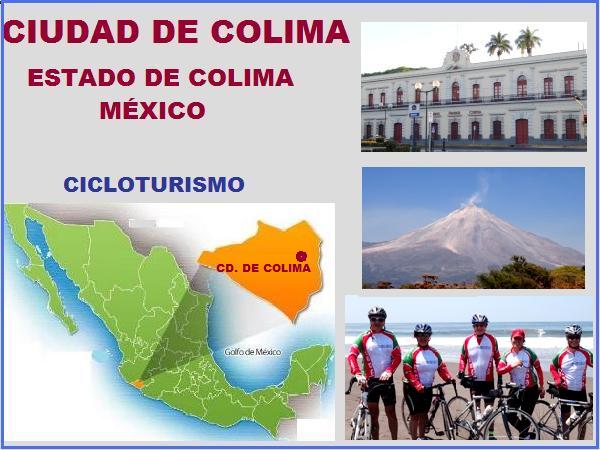 CIUDAD DE COLIMA
ESTADO DE COLIMA
MÉXICO
CICLOTURISMO
CD. DE COLIMA
Golfo de México